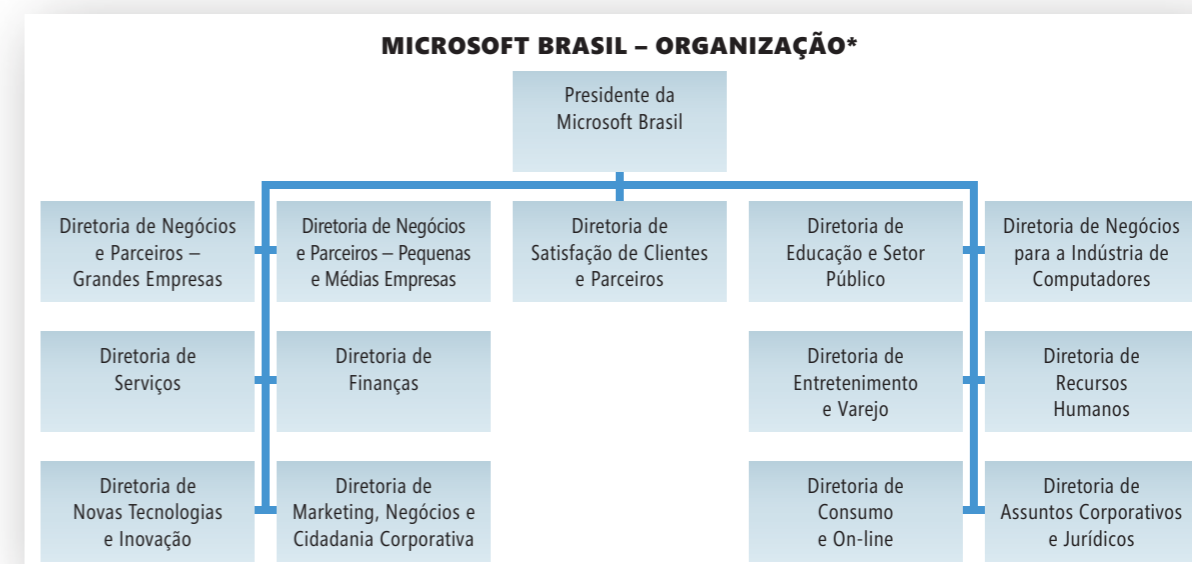 MICROSOFT BRASIL – ORGANIZAÇÃO*
Presidente da
Microsoft Brasil
Diretoria de Negócios
e Parceiros –
Grandes Empresas
Diretoria de Negócios
e Parceiros – Pequenas
e Médias Empresas
Diretoria de
Satisfação de Clientes
e Parceiros
Diretoria de
Educação e Setor
Público
Diretoria de Negócios
para a Indústria de
Computadores
Diretoria de
Serviços
Diretoria de
Finanças
Diretoria de
Entretenimento
e Varejo
Diretoria de
Recursos
Humanos
Diretoria de
Novas Tecnologias
e Inovação
Diretoria de
Marketing, Negócios e
Cidadania Corporativa
Diretoria de
Consumo
e On-line
Diretoria de
Assuntos Corporativos
e Jurídicos